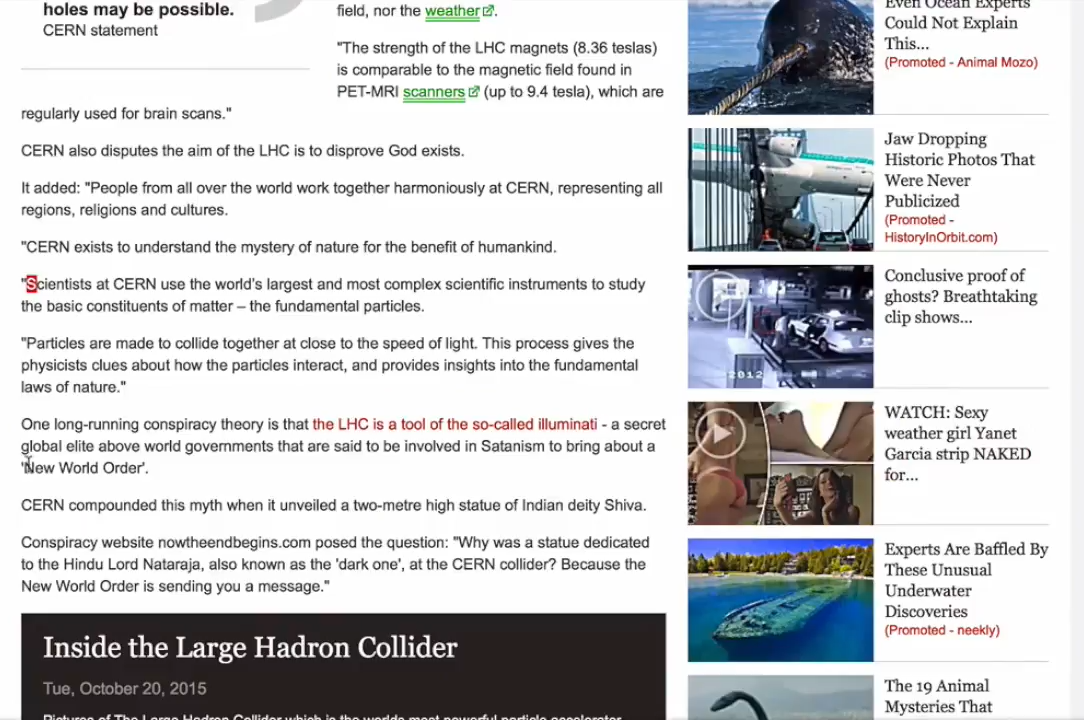 holes may be possible.
CERN statement
field, nor the weather.
"The strength of the LHC magnets (8.36 teslas)
is comparable to the magnetic field found in
PET-MRI scanners (up to 9.4 tesla), which are
regularly used for brain scans."
CERN also disputes the aim of the LHC is to disprove God exists.
It added: "People from all over the world work together harmoniously at CERN, representing all
regions, religions and cultures.
"CERN exists to understand the mystery of nature for the benefit of humankind.
"Scientists at CERN use the world's largest and most complex scientific instruments to study
the basic constituents of matter – the fundamental particles.
"Particles are made to collide together at close to the speed of light. This process gives the
physicists clues about how the particles interact, and provides insights into the fundamental
laws of nature."
One long-running conspiracy theory is that the LHC is a tool of the so-called illuminati - a secret
global elite above world governments that are said to be involved in Satanism to bring about a
'New World Order'.
CERN compounded this myth when it unveiled a two-metre high statue of Indian deity Shiva.
Conspiracy website nowtheendbegins.com posed the question: "Why was a statue dedicated
to the Hindu Lord Nataraja, also known as the 'dark one', at the CERN collider? Because the
New World Order is sending you a message."
Inside the Large Hadron Collider
Tue, October 20, 2015
Pictures of The Large Hadron Collider which is the worlds most powerful particle accelerator
Even Ocean Experts
Could Not Explain
This...
(Promoted - Animal Mozo)
Jaw Dropping
Historic Photos That
Were Never
Publicized
(Promoted -
HistoryInOrbit.com)
Conclusive proof of
ghosts? Breathtaking
clip shows...
2012
WATCH: Sexy
weather girl Yanet
Garcia strip NAKED
for...
Experts Are Baffled By
These Unusual
Underwater
Discoveries
(Promoted - neekly)
The 19 Animal
Mysteries That